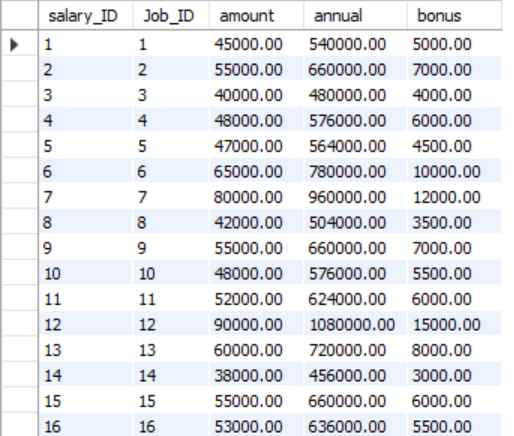 salary_ID Job_ID amount annual bonus
1 1 45000.00 540000.00 5000.00
2 2 55000.00 660000.00 7000.00
3 3 40000.00 480000.00 4000.00
4 4 48000.00 576000.00 6000.00
5 5 47000.00 564000.00 4500.00
6 6 65000.00 780000.00 10000.00
7 7 80000.00 960000.00 12000.00
8 8 42000.00 504000.00 3500.00
9 9 55000.00 660000.00 7000.00
10 10 48000.00 576000.00 5500.00
11 11 52000.00 624000.00 6000.00
12 12 90000.00 1080000.00 15000.00
13 13 60000.00 720000.00 8000.00
14 14 38000.00 456000.00 3000.00
15 15 55000.00 660000.00 6000.00
16 16 53000.00 636000.00 5500.00